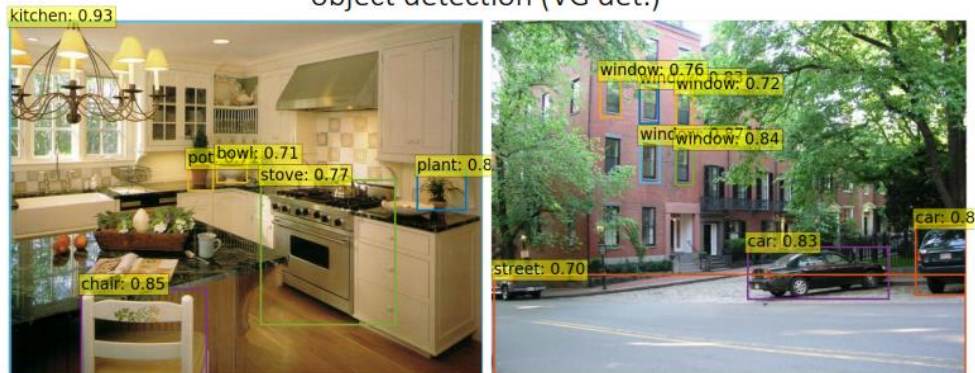 object detection (VG det.)
kitchen: 0.93
bowl: 0.71
pot
stove: 0.77
plant: 0.8
chair: 0.85
window: 0.76
window: 0.72
window: 0.84
car: 0.83
car: 0.8
street: 0.70